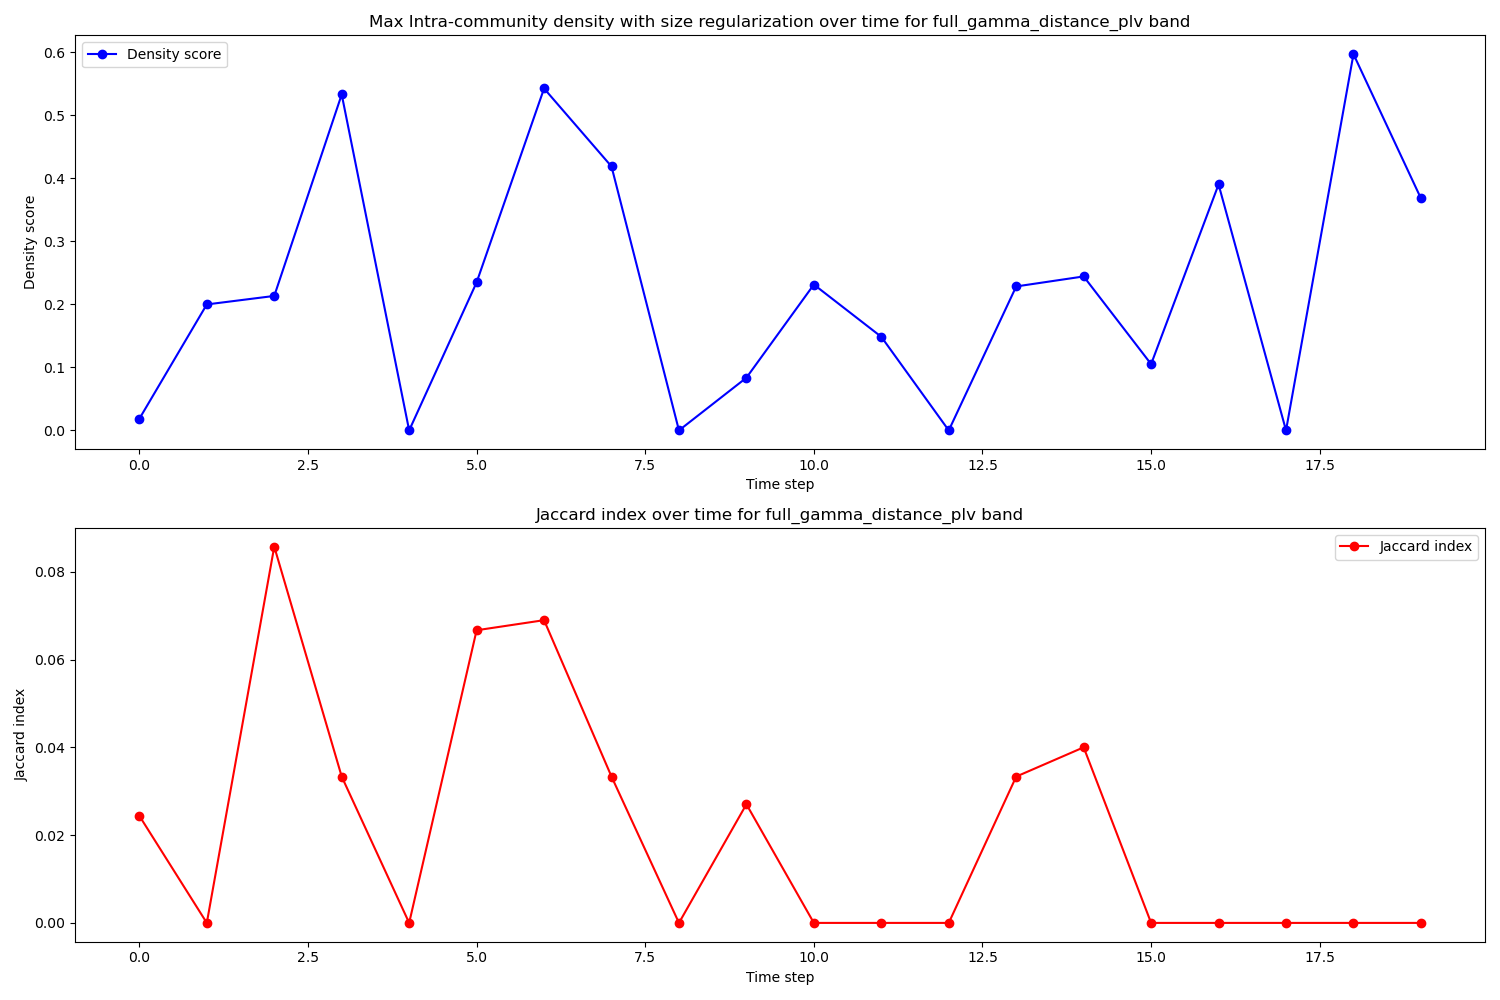 Max Intra-community density with size regularization over time for full_gamma_distance_plv band
Density score
0.6
0.5
0.4
0.3
0.2
0.1
0.0
Density score
0.0 2.5 5.0 7.5 10.0 12.5 15.0 17.5
Time step
Jaccard index over time for full_gamma_distance_plv band
Jaccard index
0.08
0.06
0.04
0.02
0.00
Jaccard index
0.0 2.5 5.0 7.5 10.0 12.5 15.0 17.5
Time step